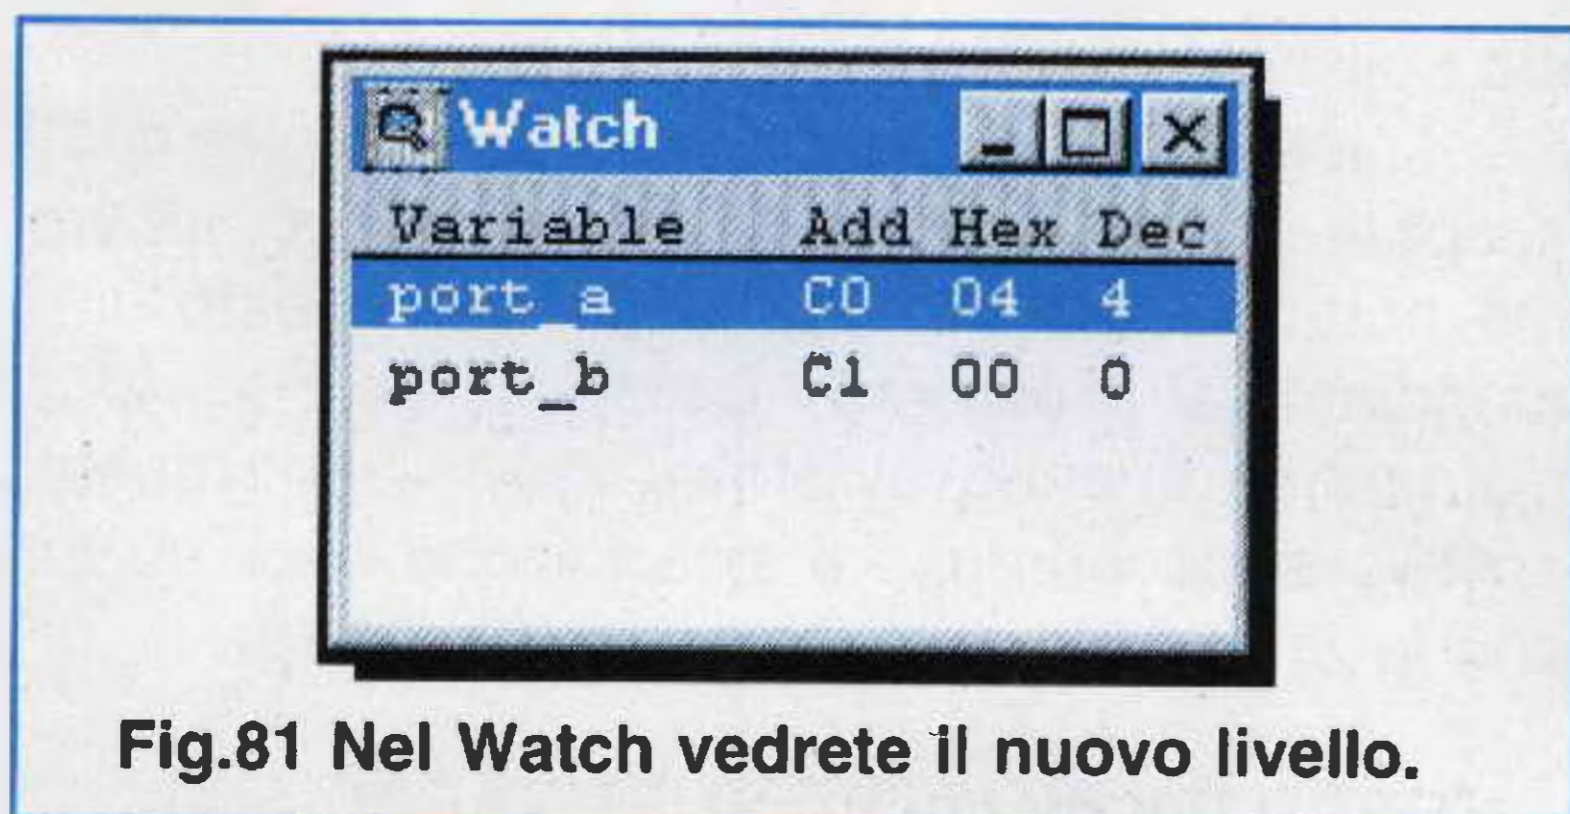 Watch
Variable Add Hex Dec
port_a C0 04 4
port_b C1 00 0
Fig.81 Nel Watch vedrete il nuovo livello.